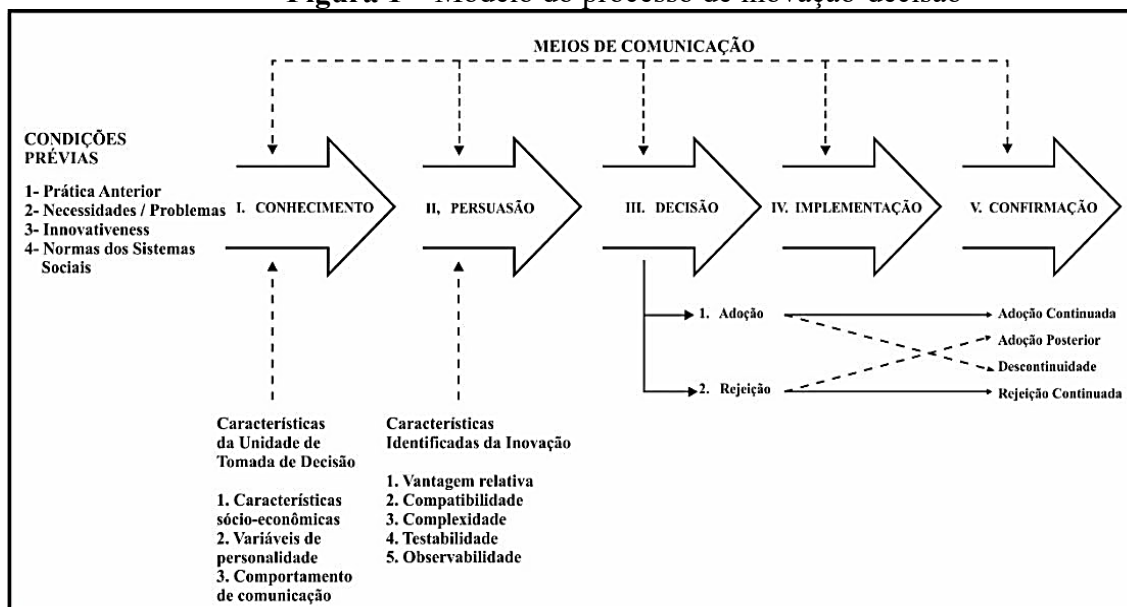 Figura 1 – Modelo do processo de inovação-decisão
MEIOS DE COMUNICAÇÃO
CONDIÇÕES
PRÉVIAS
1- Prática Anterior
2- Necessidades / Problemas
3- Innovativeness
4- Normas dos Sistemas
Sociais
I. CONHECIMENTO
II, PERSUASÃO
III. DECISÃO
IV. IMPLEMENTAÇÃO
V. CONFIRMAÇÃO
1. Adoção
2. Rejeição
Adoção Continuada
Adoção Posterior
Descontinuidade
Rejeição Continuada
Características
da Unidade de
Tomada de Decisão
1. Características
sócio-econômicas
2. Variáveis de
personalidade
3. Comportamento
de comunicação
Características
Identificadas da Inovação
1. Vantagem relativa
2. Compatibilidade
3. Complexidade
4. Testabilidade
5. Observabilidade